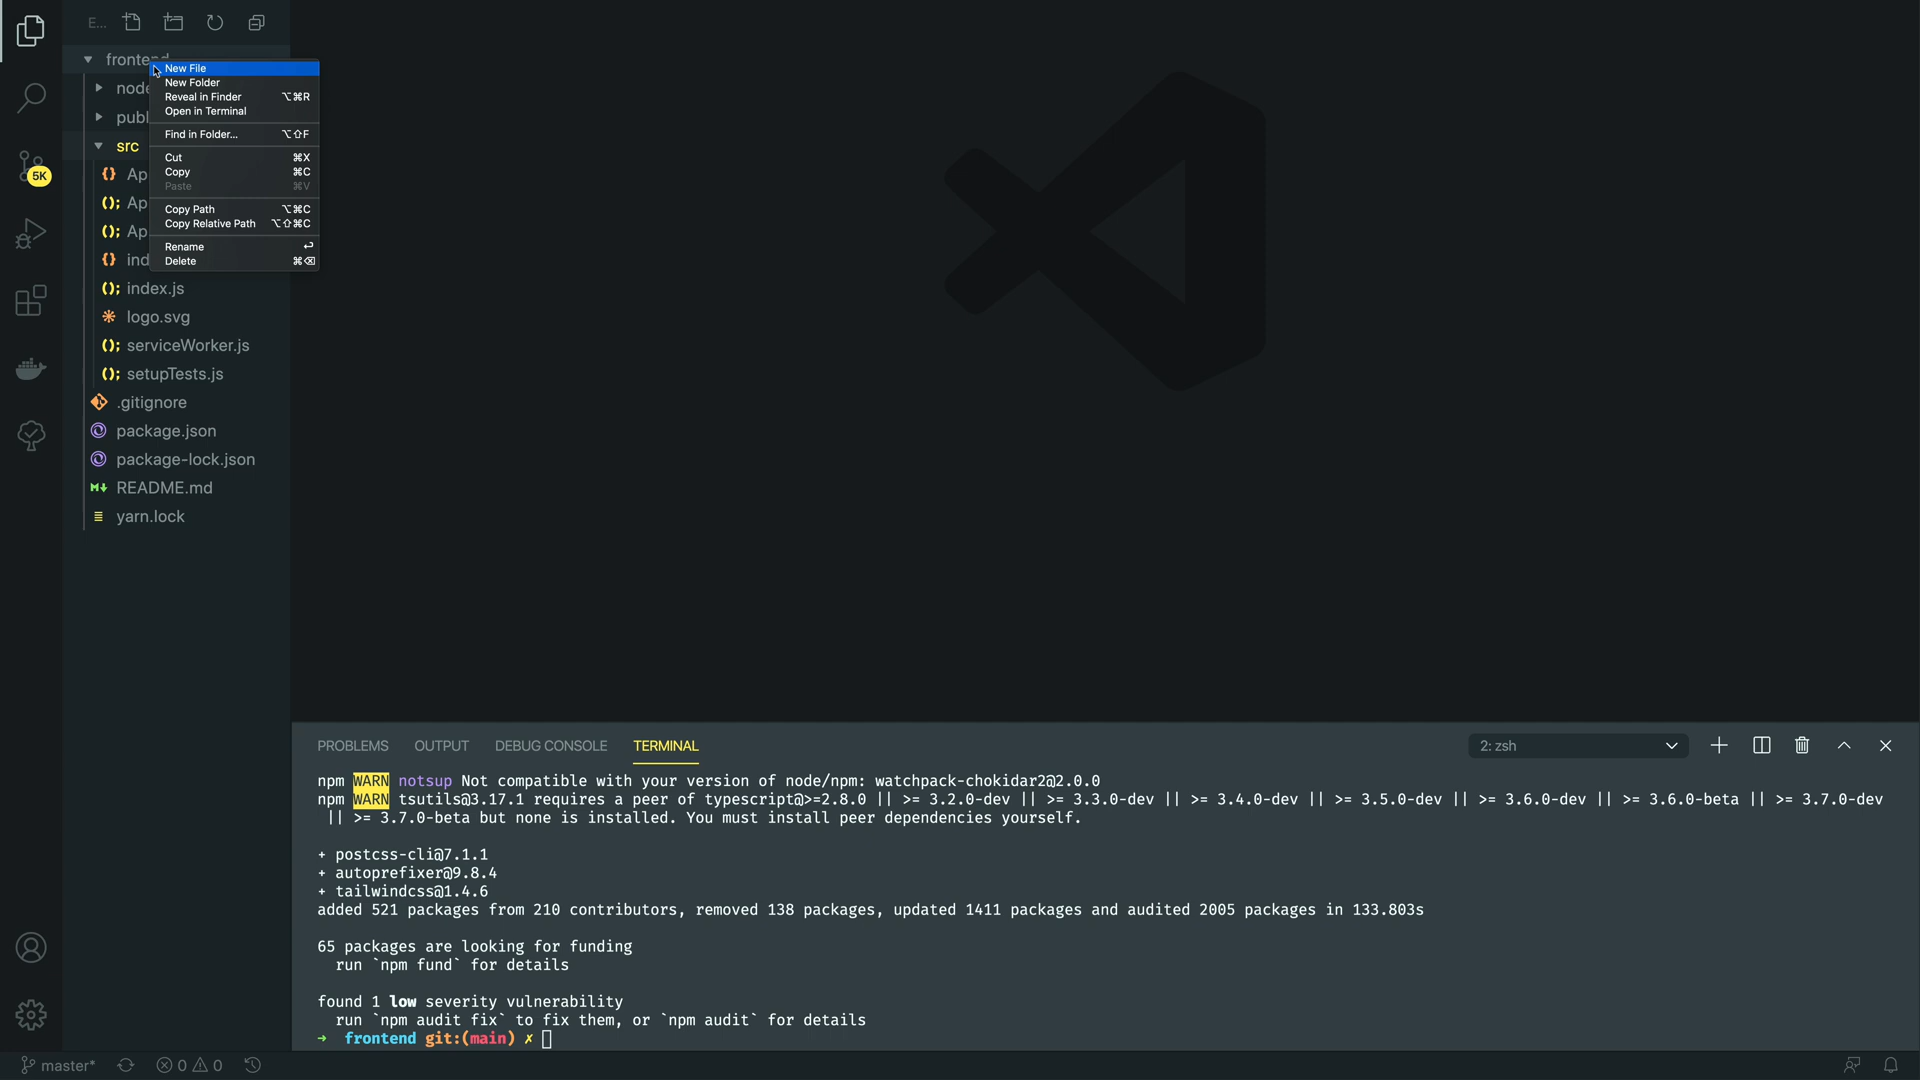 E...
frontend
New File
node
New Folder
Reveal in Finder ⌥⌘R
Open in Terminal
publ
Find in Folder... ⌥⇧F
src
Cut ⌘X
Copy ⌘C
Paste ⌘V
Ap
5K
Ap
Copy Path ⌥⌘C
Copy Relative Path ⌥⇧⌘C
Ap
Rename ↩
Delete ⌘⌫
ind
index.js
logo.svg
serviceWorker.js
setupTests.js
.gitignore
package.json
package-lock.json
README.md
yarn.lock
PROBLEMS OUTPUT DEBUG CONSOLE TERMINAL 2: zsh
npm WARN notsup Not compatible with your version of node/npm: watchpack-chokidar2@2.0.0
npm WARN tsutils@3.17.1 requires a peer of typescript@>=2.8.0 || >= 3.2.0-dev || >= 3.3.0-dev || >= 3.4.0-dev || >= 3.5.0-dev || >= 3.6.0-dev || >= 3.6.0-beta || >= 3.7.0-dev
|| >= 3.7.0-beta but none is installed. You must install peer dependencies yourself.
+ postcss-cli@7.1.1
+ autoprefixer@9.8.4
+ tailwindcss@1.4.6
added 521 packages from 210 contributors, removed 138 packages, updated 1411 packages and audited 2005 packages in 133.803s
65 packages are looking for funding
run `npm fund` for details
found 1 low severity vulnerability
run `npm audit fix` to fix them, or `npm audit` for details
→ frontend git:(main) ✗
master* 0 0